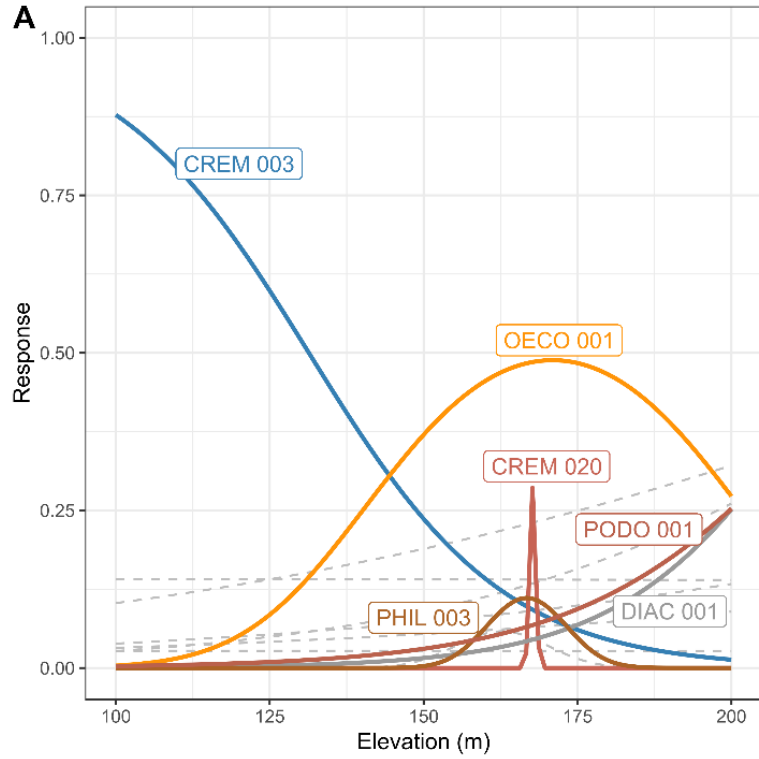 A
1.00
CREM 003
0.75
OECO 001
0.50
Response
CREM 020
0.25
PODO 001
PHIL 003
DIAC 001
0.00
100 125 150 175 200
Elevation (m)